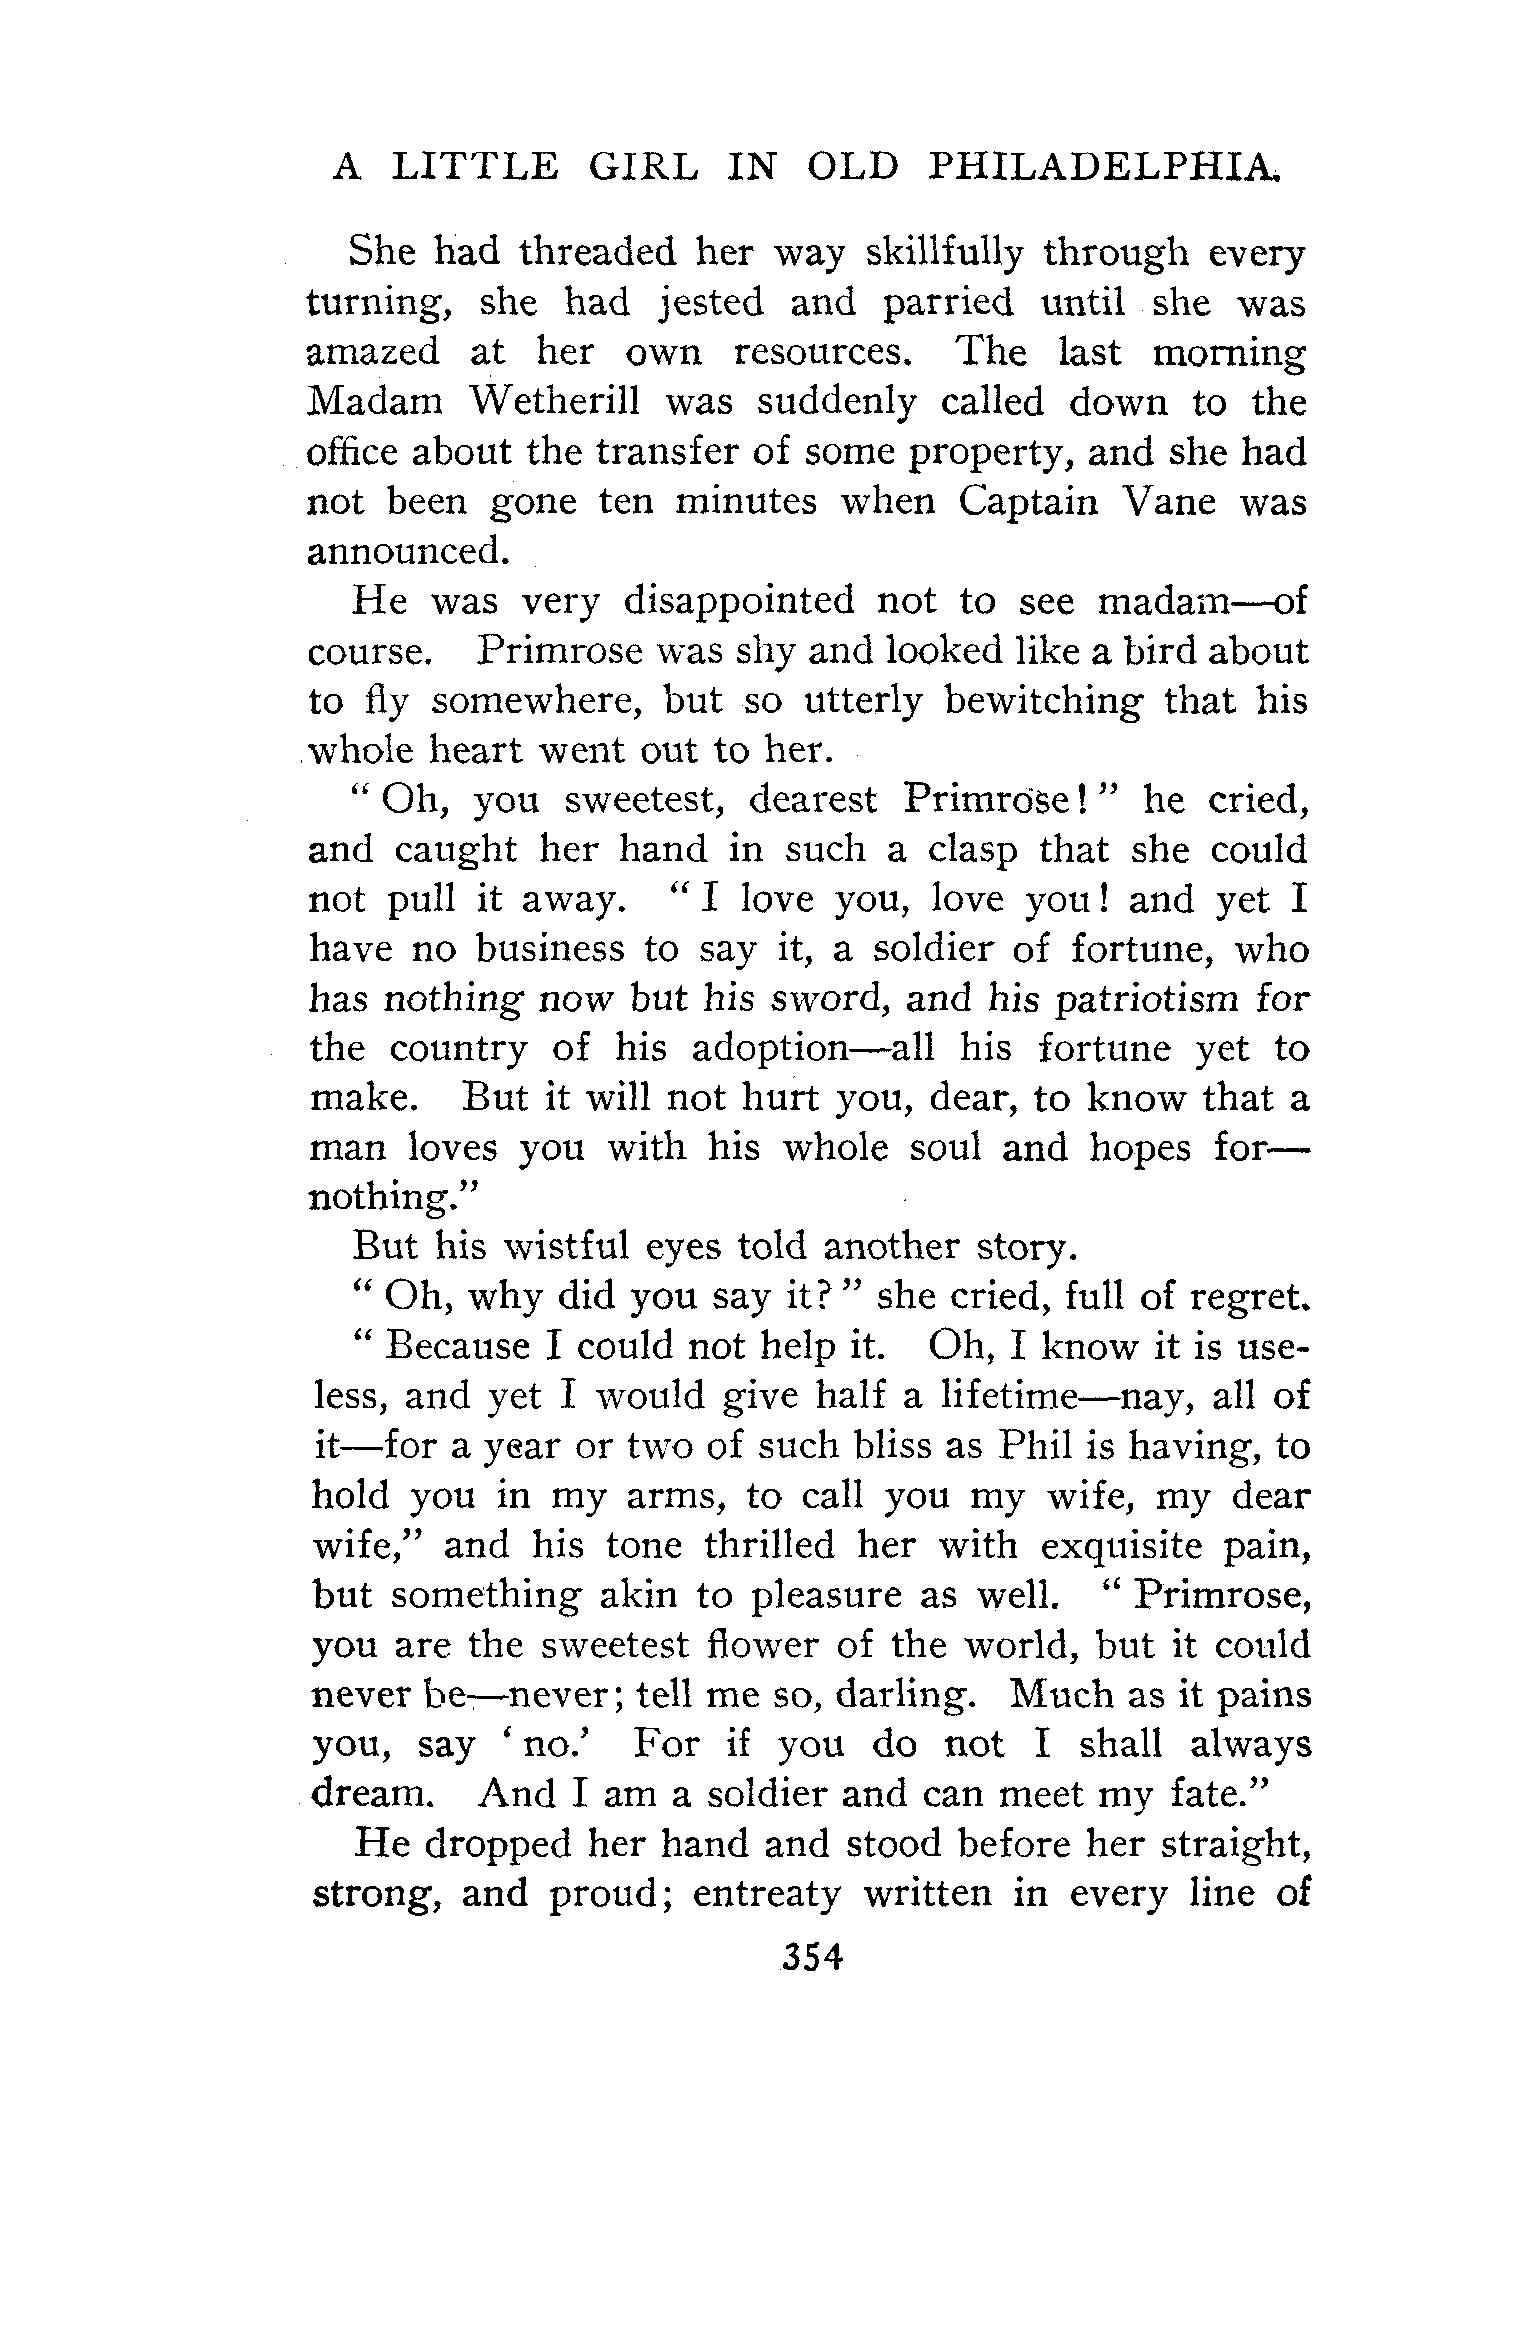 A LITTLE GIRL IN OLD PHILADELPHIA.
She had threaded her way skillfully through every
turning, she had jested and parried until she was
amazed at her own resources. The last morning
Madam Wetherill was suddenly called down to the
office about the transfer of some property, and she had
not been gone ten minutes when Captain Vane was
announced.
He was very disappointed not to see madam—of
course. Primrose was shy and looked like a bird about
to fly somewhere, but so utterly bewitching that his
whole heart went out to her.
“ Oh, you sweetest, dearest Primrose! ” he cried,
and caught her hand in such a clasp that she could
not pull it away. “ I love you, love you! and yet I
have no business to say it, a soldier of fortune, who
has nothing now but his sword, and his patriotism for
the country of his adoption—all his fortune yet to
make. But it will not hurt you, dear, to know that a
man loves you with his whole soul and hopes for—
nothing.”
But his wistful eyes told another story.
“ Oh, why did you say it? ” she cried, full of regret.
“ Because I could not help it. Oh, I know it is use-
less, and yet I would give half a lifetime—nay, all of
it—for a year or two of such bliss as Phil is having, to
hold you in my arms, to call you my wife, my dear
wife,” and his tone thrilled her with exquisite pain,
but something akin to pleasure as well. “ Primrose,
you are the sweetest flower of the world, but it could
never be—never; tell me so, darling. Much as it pains
you, say ‘ no.’ For if you do not I shall always
dream. And I am a soldier and can meet my fate.”
He dropped her hand and stood before her straight,
strong, and proud; entreaty written in every line of
354